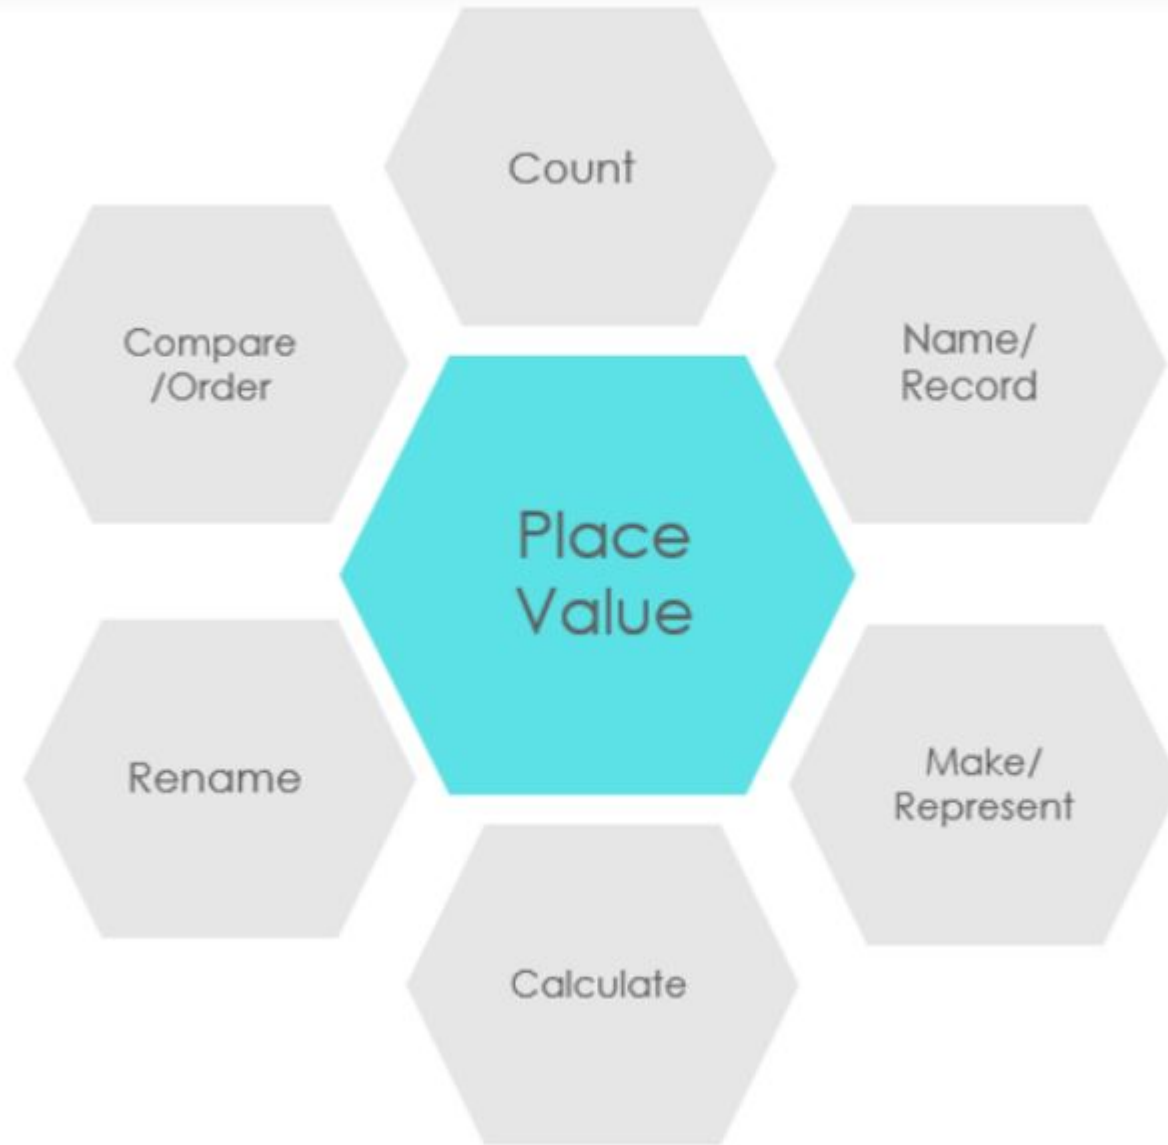 Count
Compare
/Order
Name/
Record
Place
Value
Rename
Make/
Represent
Calculate